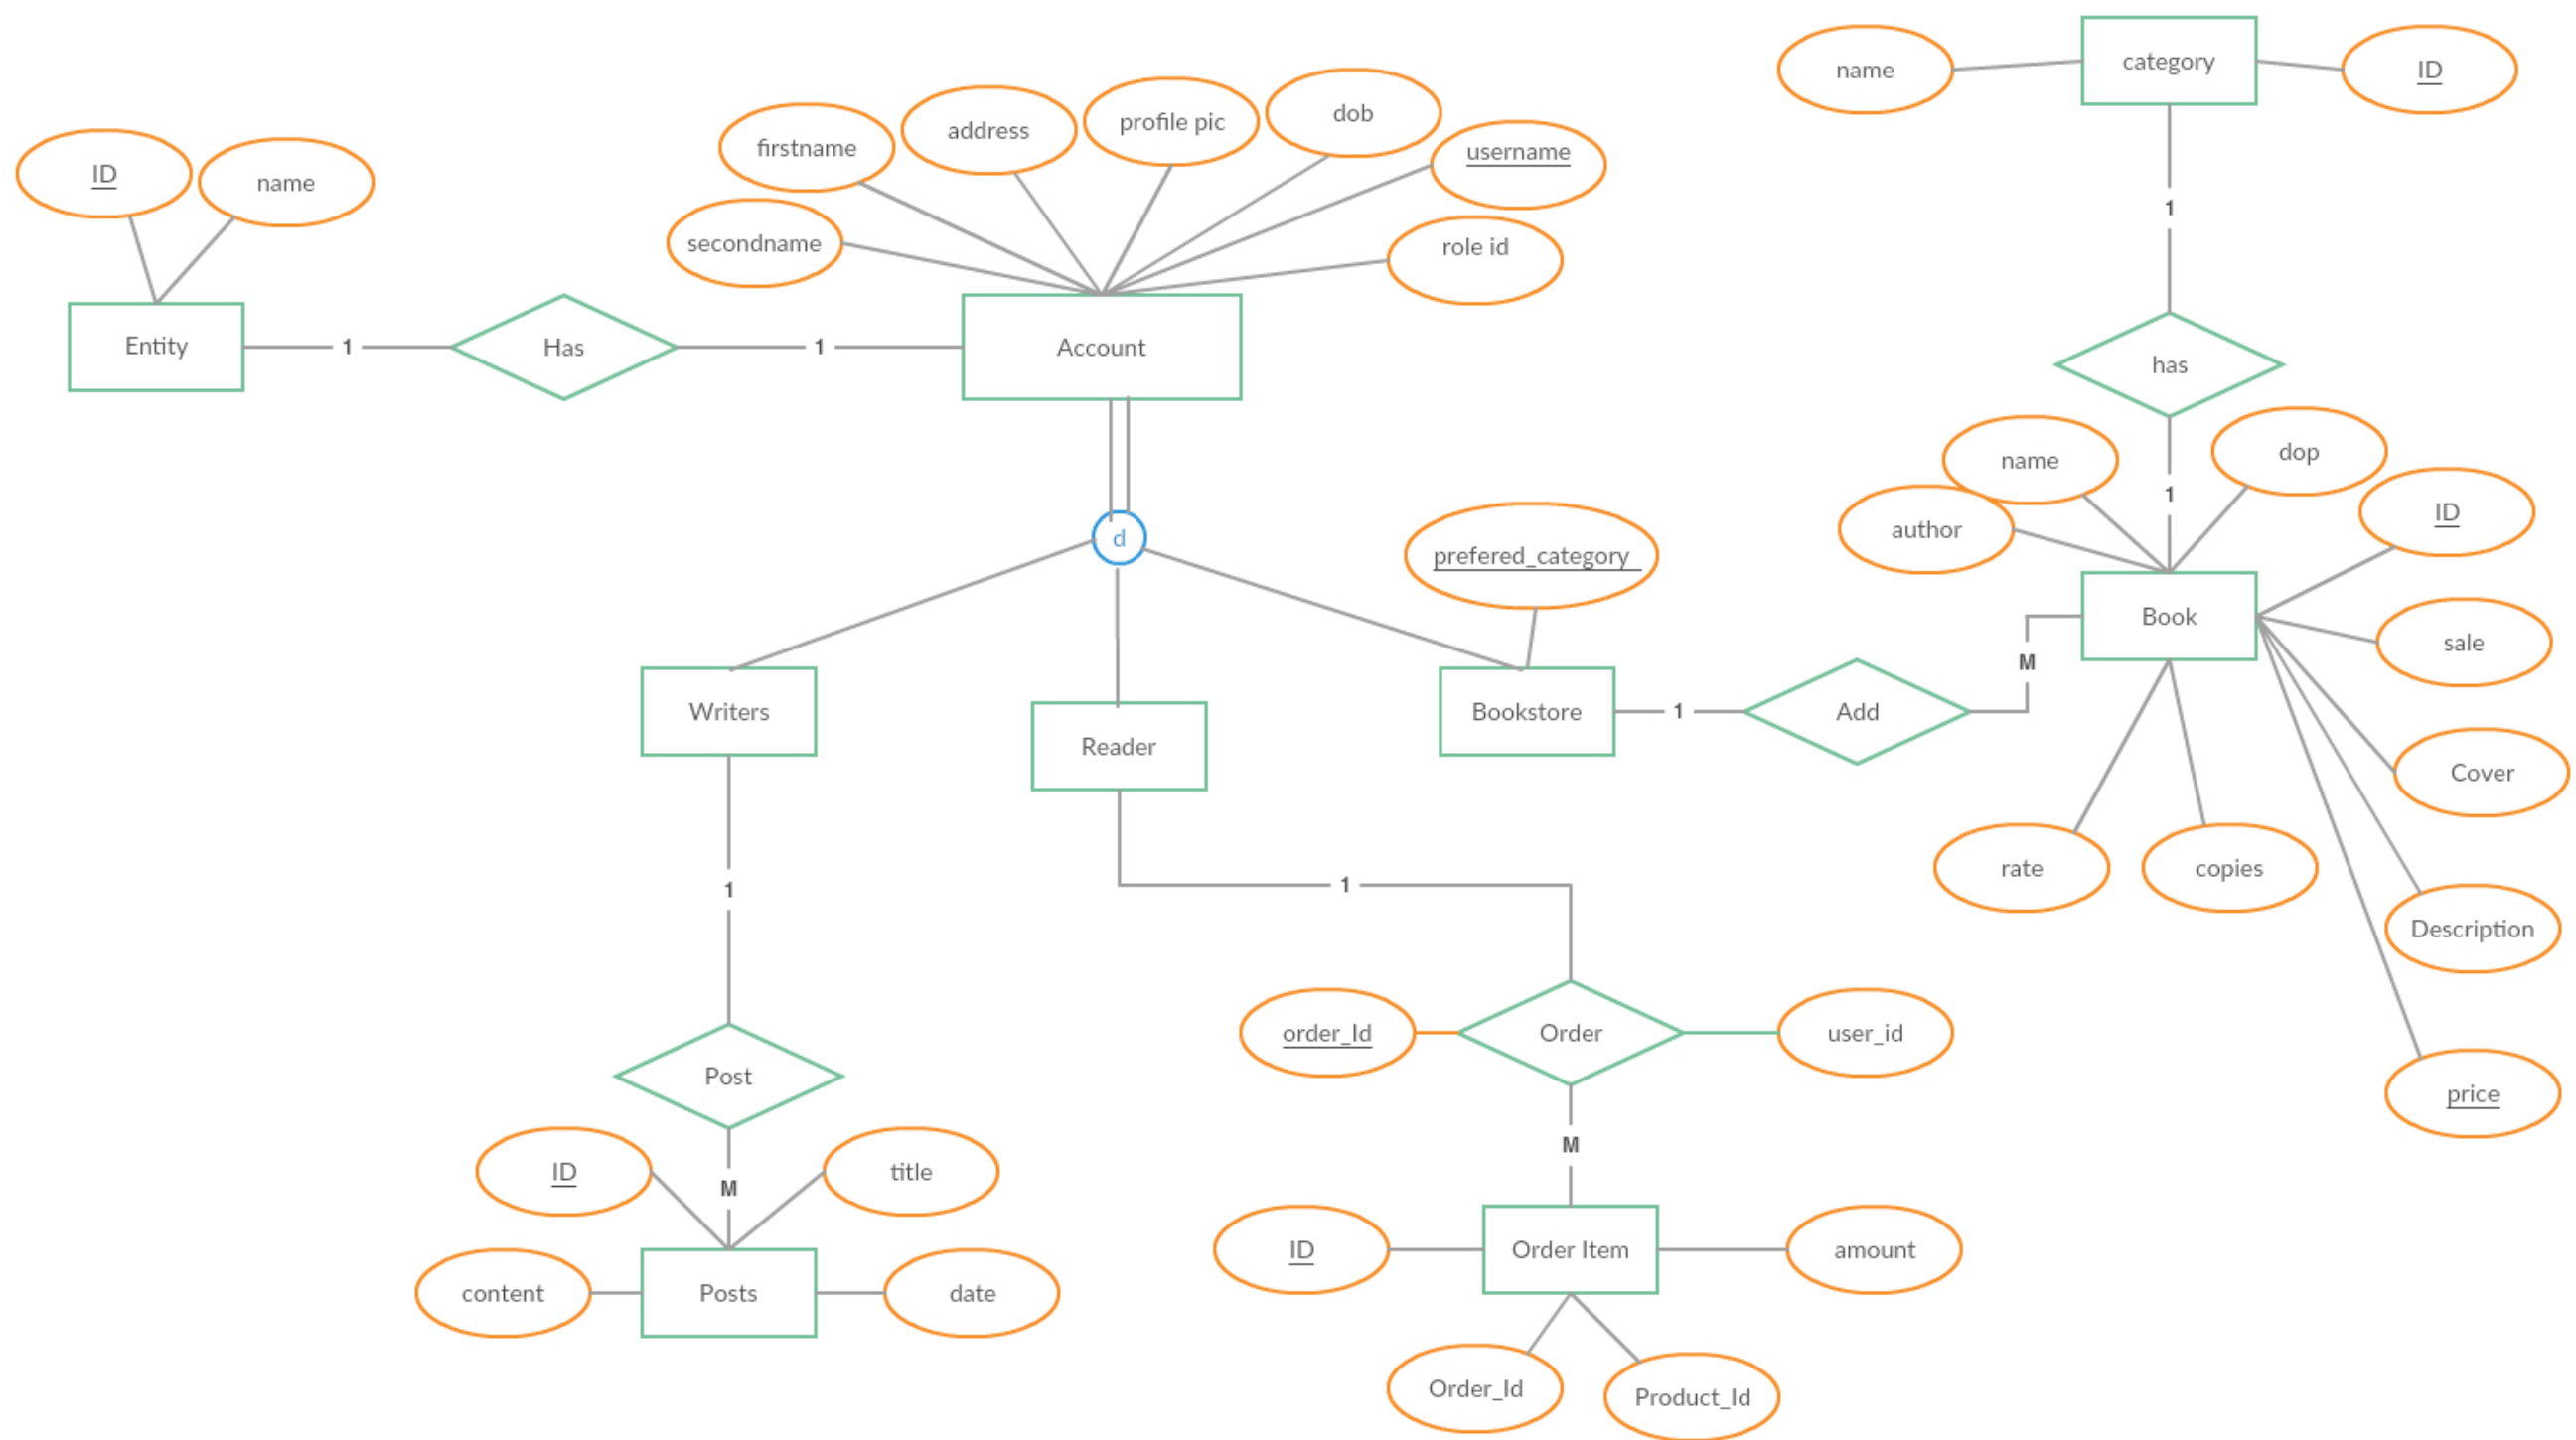 category
name
ID
dob
profile pic
address
firstname
username
ID
name
secondname
role id
1
Entity
1
Has
1
Account
has
name
dop
1
ID
author
d
prefered_category
Book
sale
M
Writers
Reader
Bookstore
1
Add
Cover
rate
copies
1
1
Description
order_Id
Order
user_id
Post
price
M
ID
title
M
ID
Order Item
amount
content
Posts
date
Order_Id
Product_Id